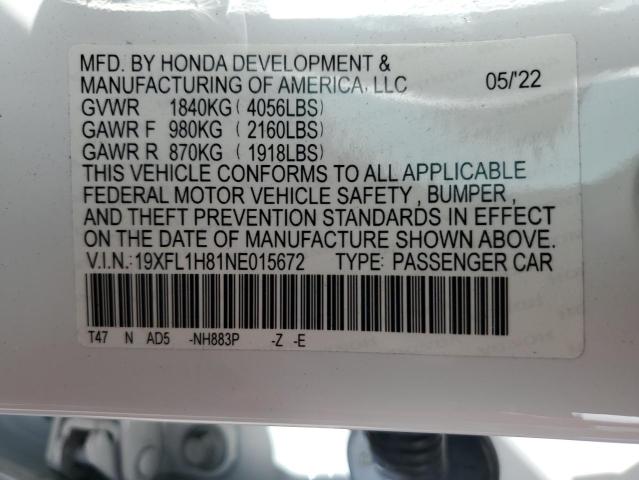 MFD. BY HONDA DEVELOPMENT &
MANUFACTURING OF AMERICA, LLC 05/'22
GVWR 1840KG ( 4056LBS)
GAWR F 980KG ( 2160LBS)
GAWR R 870KG ( 1918LBS)
THIS VEHICLE CONFORMS TO ALL APPLICABLE
FEDERAL MOTOR VEHICLE SAFETY , BUMPER ,
AND THEFT PREVENTION STANDARDS IN EFFECT
ON THE DATE OF MANUFACTURE SHOWN ABOVE.
V.I.N.:19XFL1H81NE015672 TYPE: PASSENGER CAR
T47 N AD5 -NH883P -Z -E